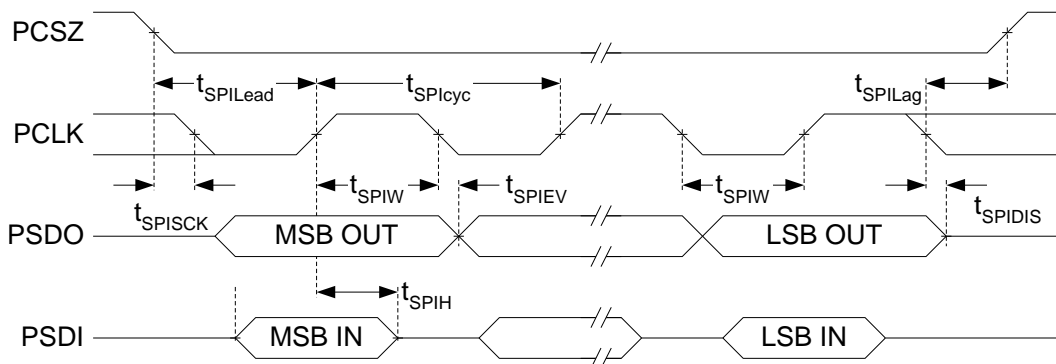 PCSZ
tSPILead
tSPIcyc
tSPILag
PCLK
tSPIW
tSPIEV
tSPIW
tSPISCK
tSPIDIS
PSDO
MSB OUT
LSB OUT
tSPIH
PSDI
MSB IN
LSB IN